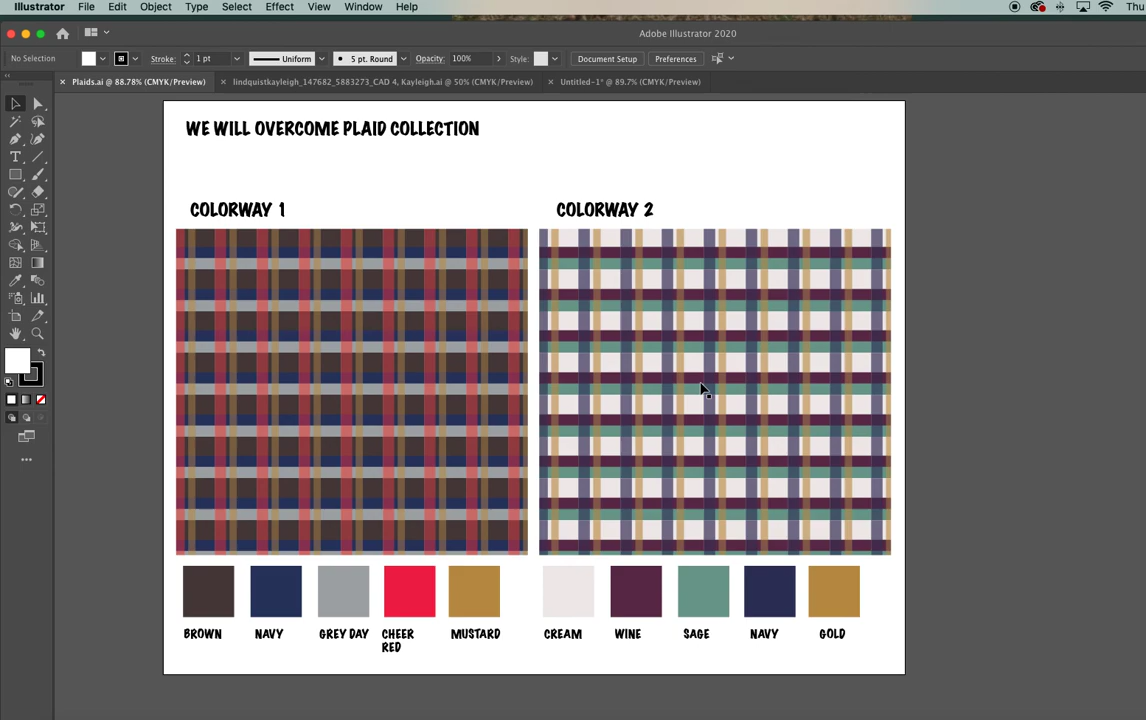 Illustrator File Edit Object Type Select Effect View Window Help Thu
Adobe Illustrator 2020
No Selection Stroke: 1 pt Uniform 5 pt. Round Opacity: 100% Style: Document Setup Preferences
Plaids.ai @ 88.78% (CMYK/Preview) lindquistkayleigh_147682_5883273_CAD 4, Kayleigh.ai @ 50% (CMYK/Preview) Untitled-1* @ 89.7% (CMYK/Preview)
WE WILL OVERCOME PLAID COLLECTION
COLORWAY 1 COLORWAY 2
BROWN NAVY GREY DAY CHEER RED MUSTARD CREAM WINE SAGE NAVY GOLD